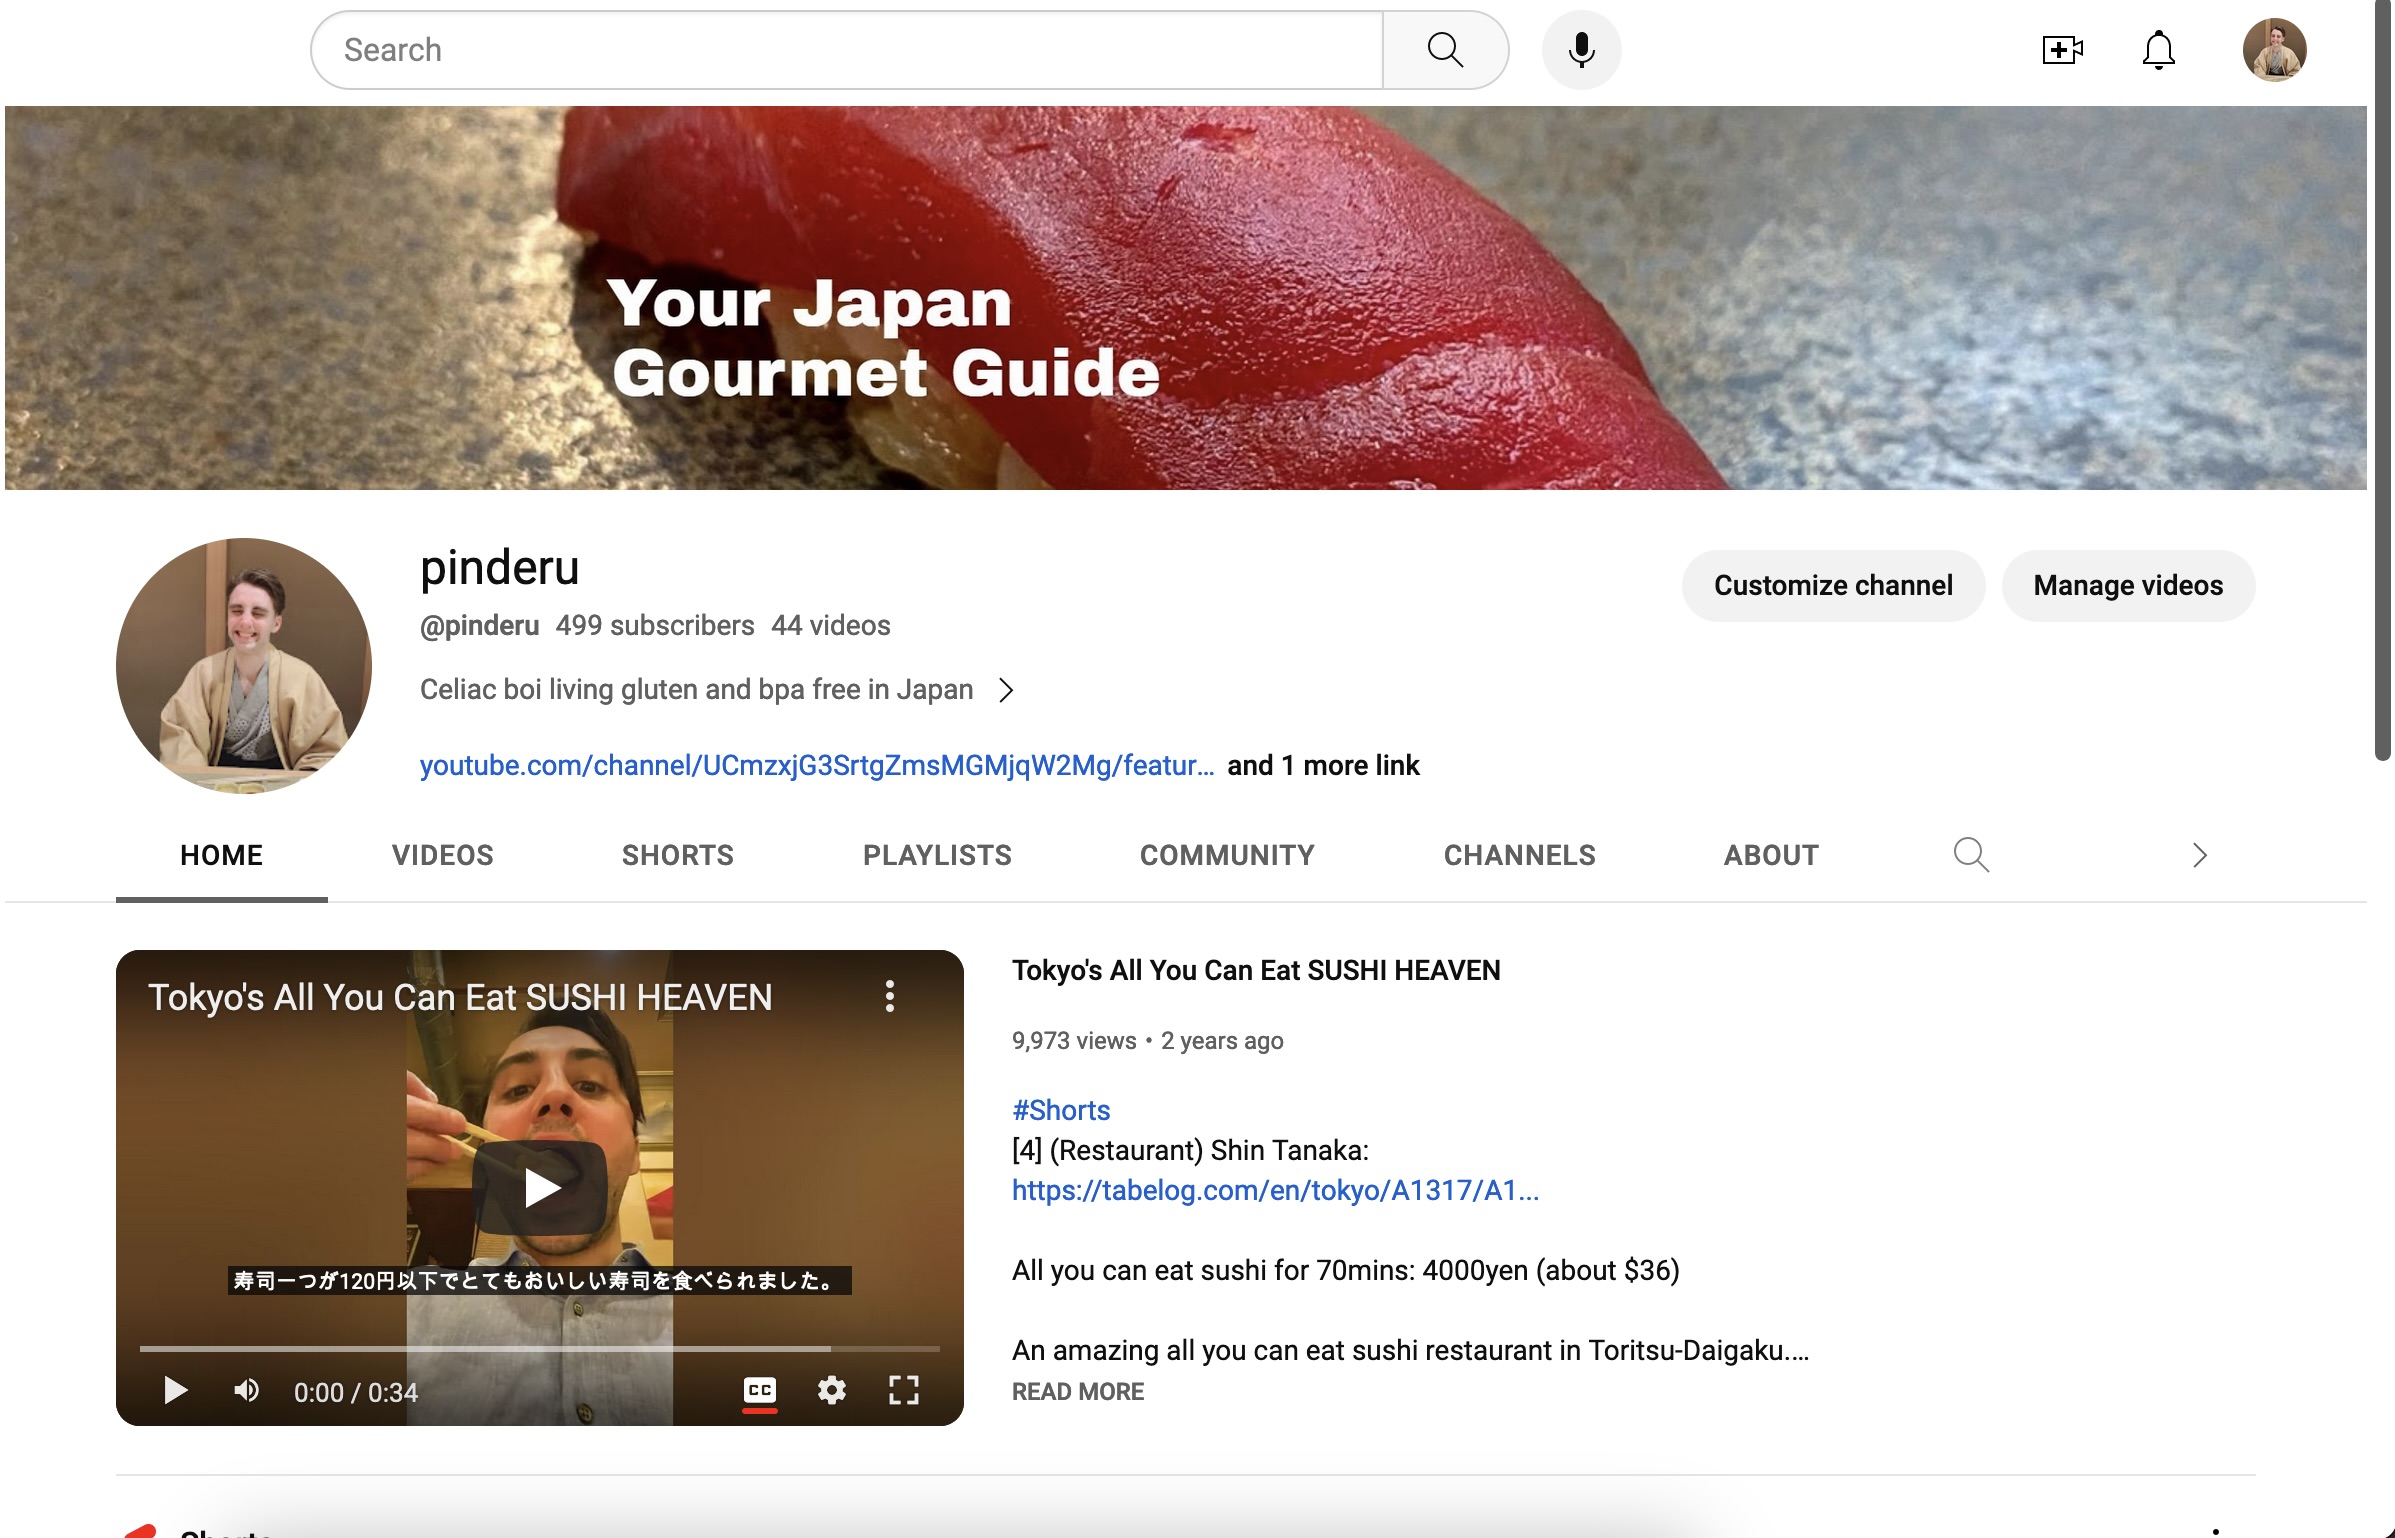 Search
Your Japan
Gourmet Guide
pinderu
Customize channel
Manage videos
@pinderu 499 subscribers 44 videos
Celiac boi living gluten and bpa free in Japan
youtube.com/channel/UCmzxjG3SrtgZmsMGMjqW2Mg/featur... and 1 more link
HOME VIDEOS SHORTS PLAYLISTS COMMUNITY CHANNELS ABOUT
Tokyo's All You Can Eat SUSHI HEAVEN
寿司一つが120円以下でとてもおいしい寿司を食べられました。
0:00 / 0:34
CC
Tokyo's All You Can Eat SUSHI HEAVEN
9,973 views • 2 years ago
#Shorts
[4] (Restaurant) Shin Tanaka:
https://tabelog.com/en/tokyo/A1317/A1...
All you can eat sushi for 70mins: 4000yen (about $36)
An amazing all you can eat sushi restaurant in Toritsu-Daigaku....
READ MORE
Shorts